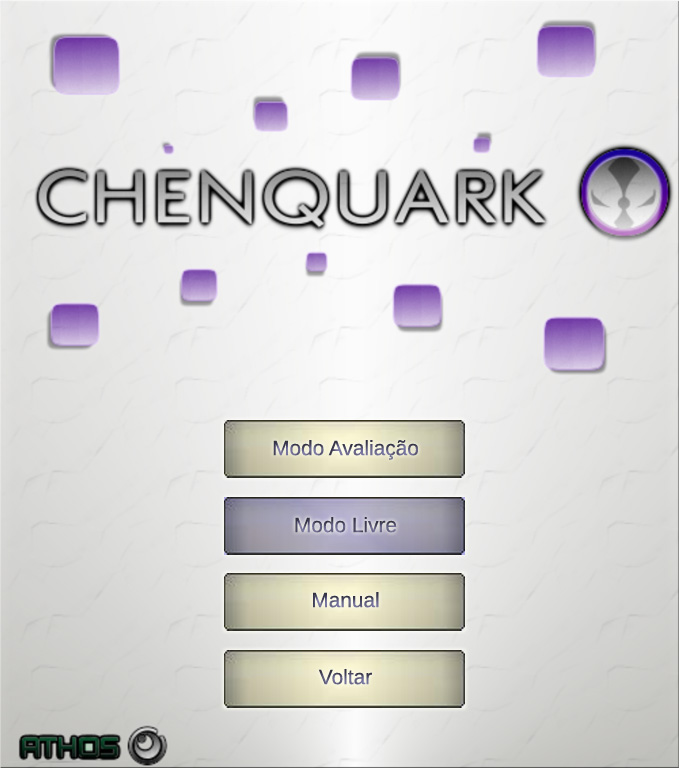 CHENQUARK
Modo Avaliação
Modo Livre
Manual
Voltar
ATHOS